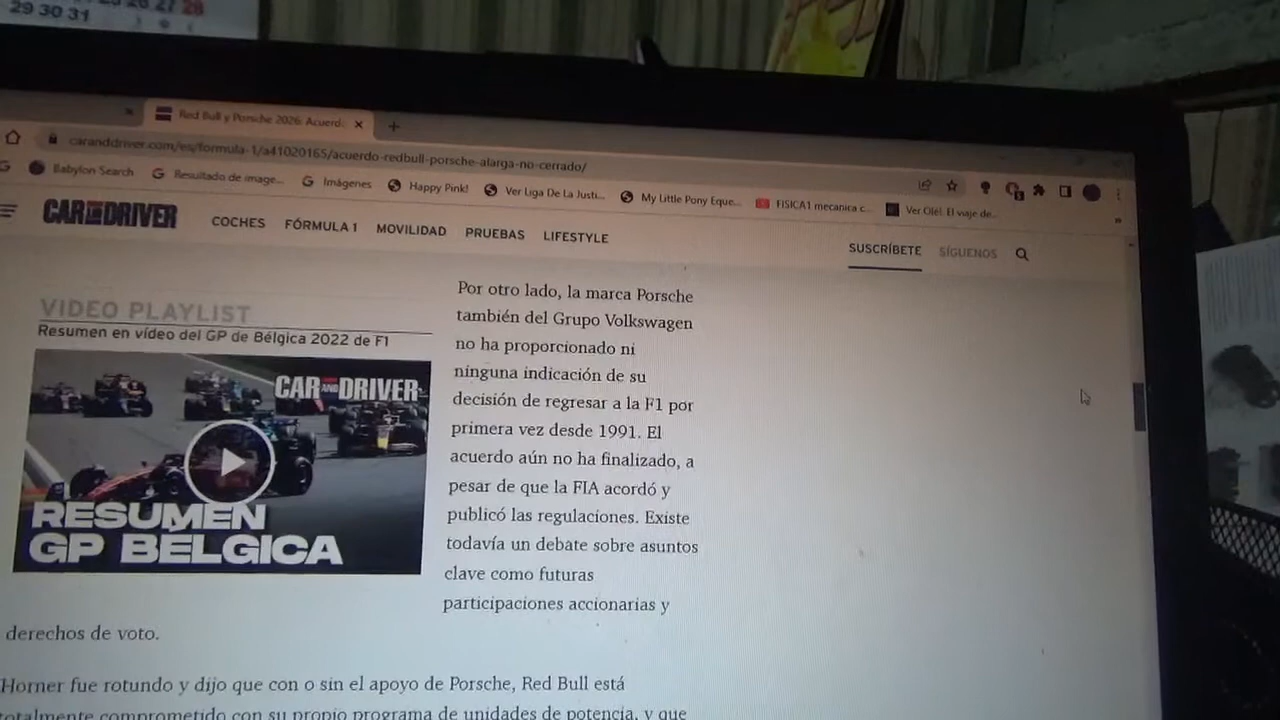 26 27 28
29 30 31
Red Bull y Porsche 2026: Acuerd
caranddriver.com/es/formula-1/a41020165/acuerdo-redbull-porsche-alarga-no-cerrado/
Babylon Search
Resultado de image...
Imágenes
Happy Pink!
Ver Liga De La Justi...
My Little Pony Eque...
FISICA1 mecanica c...
Ver Olé!. El viaje de...
CAR AND DRIVER
COCHES
FÓRMULA 1
MOVILIDAD
PRUEBAS
LIFESTYLE
SUSCRÍBETE
SÍGUENOS
VIDEO PLAYLIST
Resumen en vídeo del GP de Bélgica 2022 de F1
CAR AND DRIVER
RESUMEN
GP BÉLGICA
Por otro lado, la marca Porsche
también del Grupo Volkswagen
no ha proporcionado ni
ninguna indicación de su
decisión de regresar a la F1 por
primera vez desde 1991. El
acuerdo aún no ha finalizado, a
pesar de que la FIA acordó y
publicó las regulaciones. Existe
todavía un debate sobre asuntos
clave como futuras
participaciones accionarias y
derechos de voto.
Horner fue rotundo y dijo que con o sin el apoyo de Porsche, Red Bull está
totalmente comprometido con su propio programa de unidades de potencia, y que